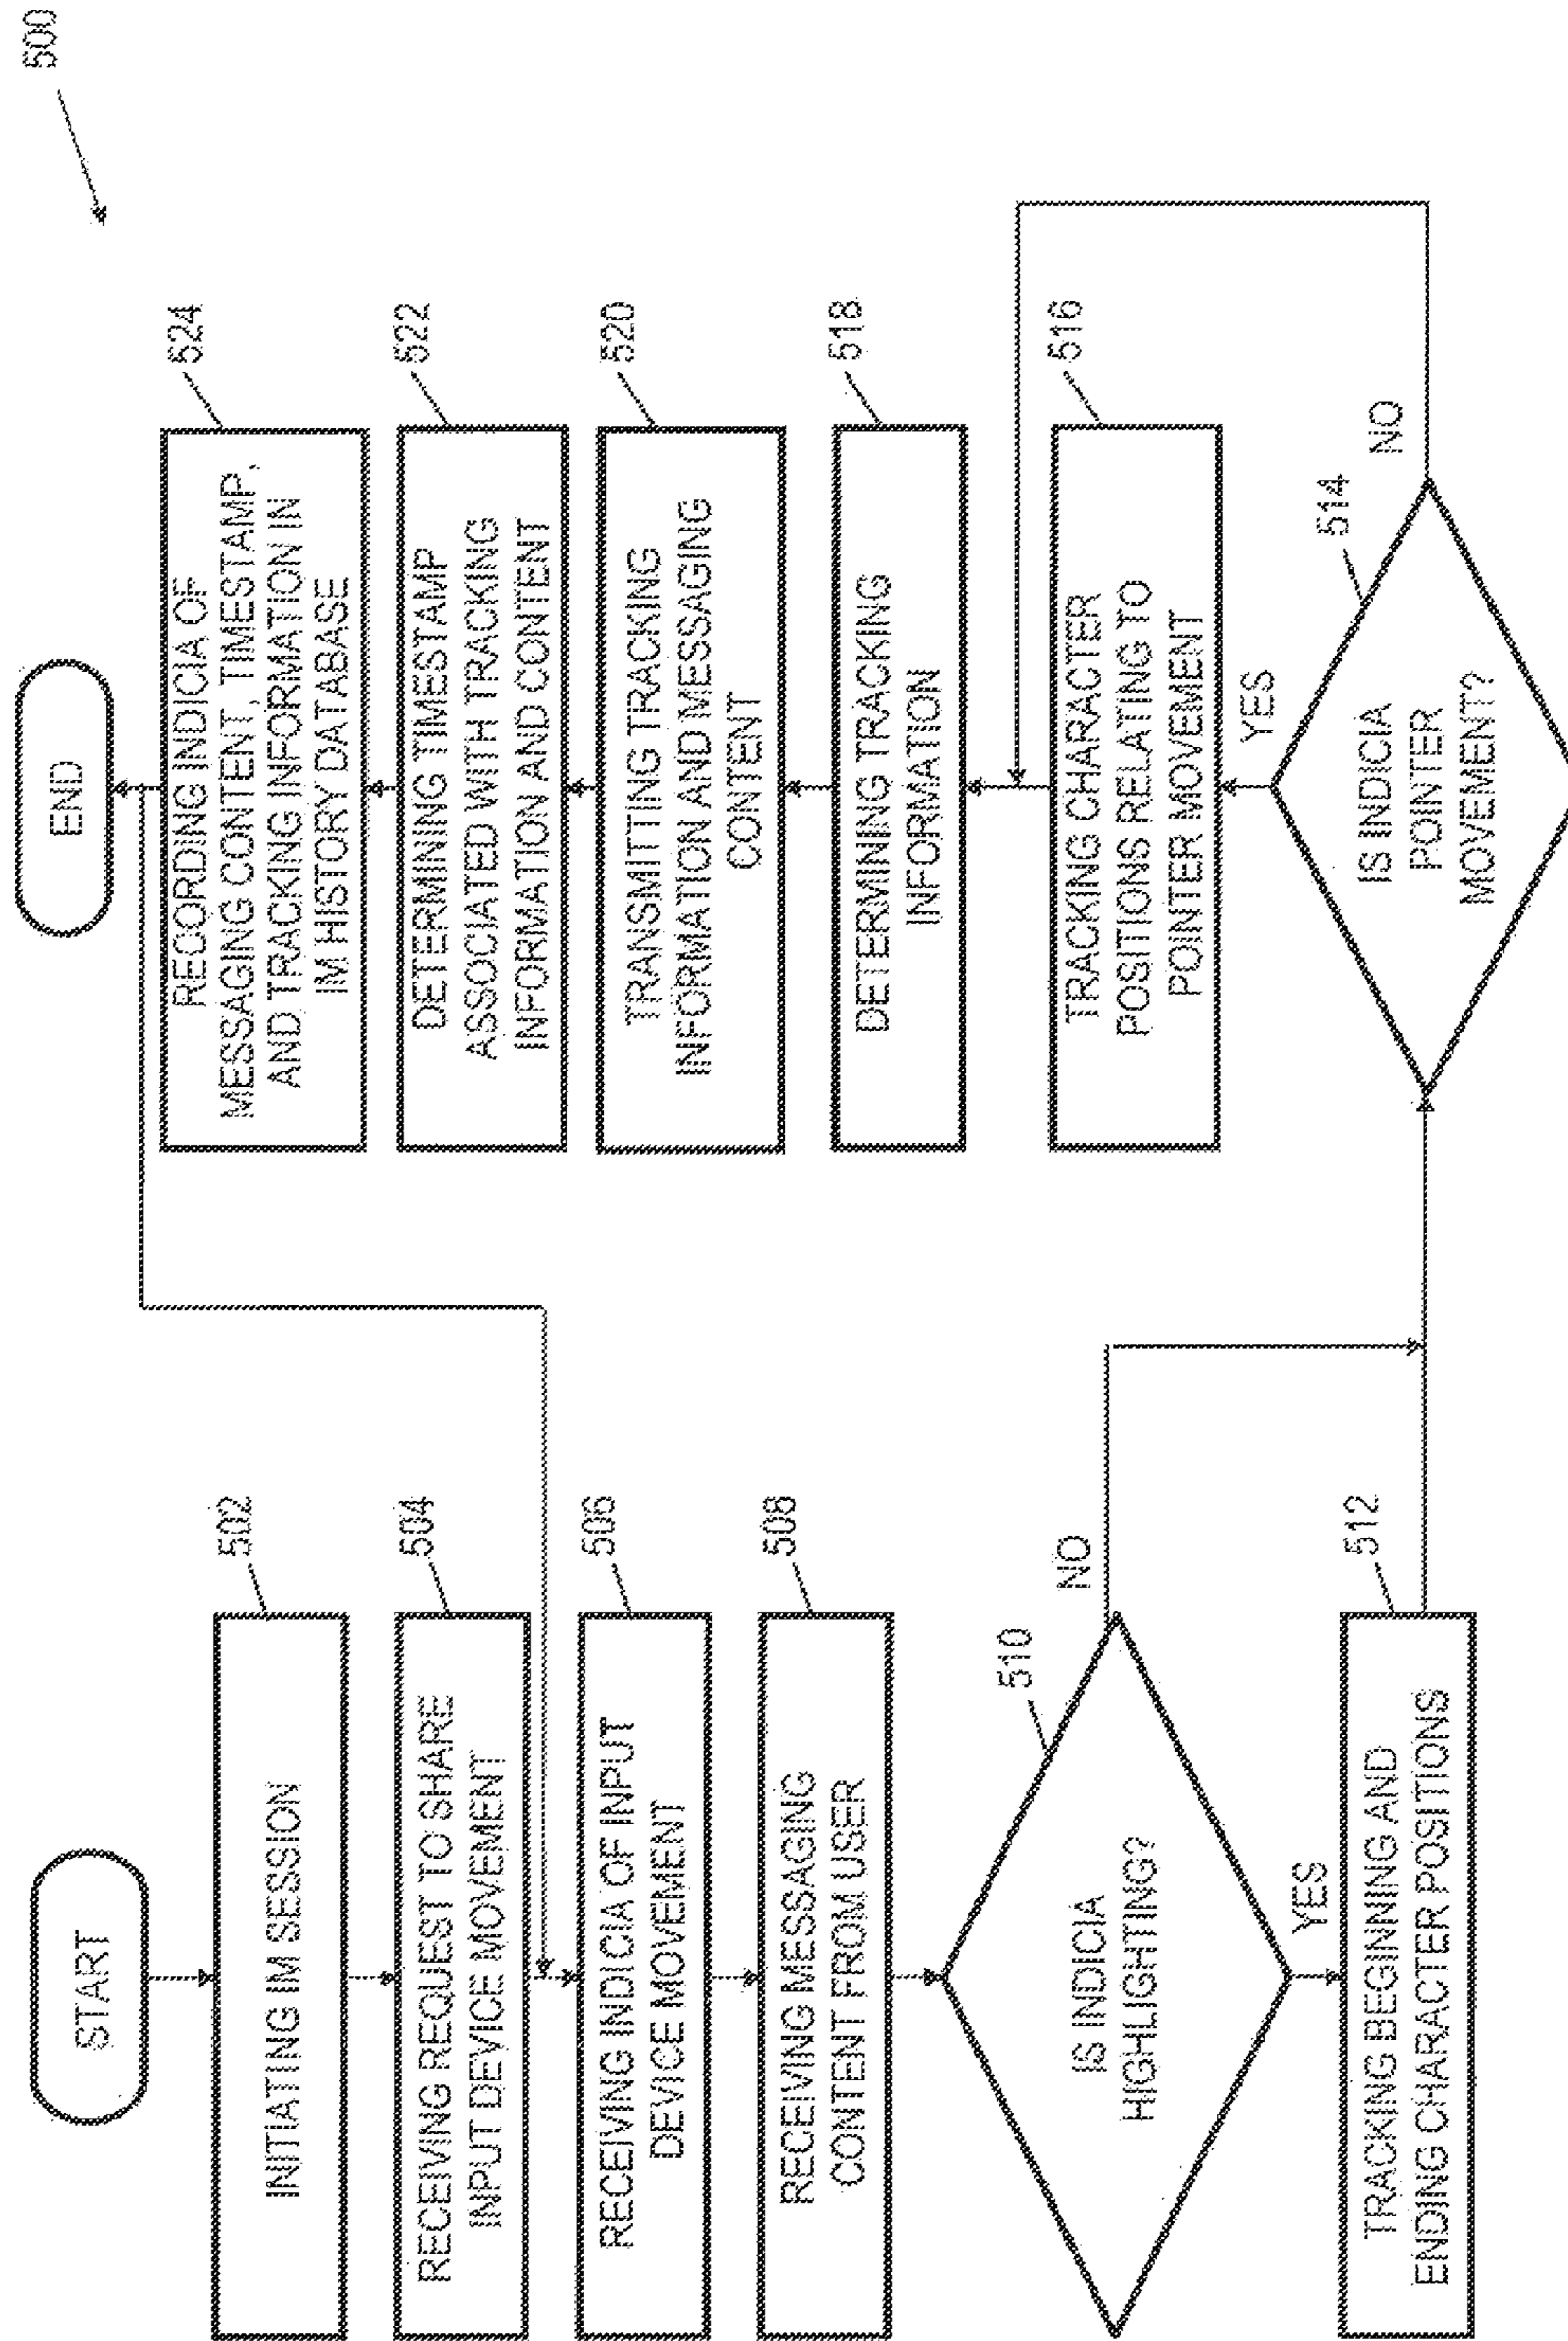 500
START
502
INITIATING IM SESSION
504
RECEIVING REQUEST TO SHARE
INPUT DEVICE MOVEMENT
506
RECEIVING INDICIA OF INPUT
DEVICE MOVEMENT
508
RECEIVING MESSAGING
CONTENT FROM USER
510
IS INDICIA
HIGHLIGHTING?
NO
YES
512
TRACKING BEGINNING AND
ENDING CHARACTER POSITIONS
514
IS INDICIA
POINTER
MOVEMENT?
NO
YES
516
TRACKING CHARACTER
POSITIONS RELATING TO
POINTER MOVEMENT
518
DETERMINING TRACKING
INFORMATION
520
TRANSMITTING TRACKING
INFORMATION AND MESSAGING
CONTENT
522
DETERMINING TIMESTAMP
ASSOCIATED WITH TRACKING
INFORMATION AND CONTENT
524
RECORDING INDICIA OF
MESSAGING CONTENT, TIMESTAMP,
AND TRACKING INFORMATION IN
IM HISTORY DATABASE
END